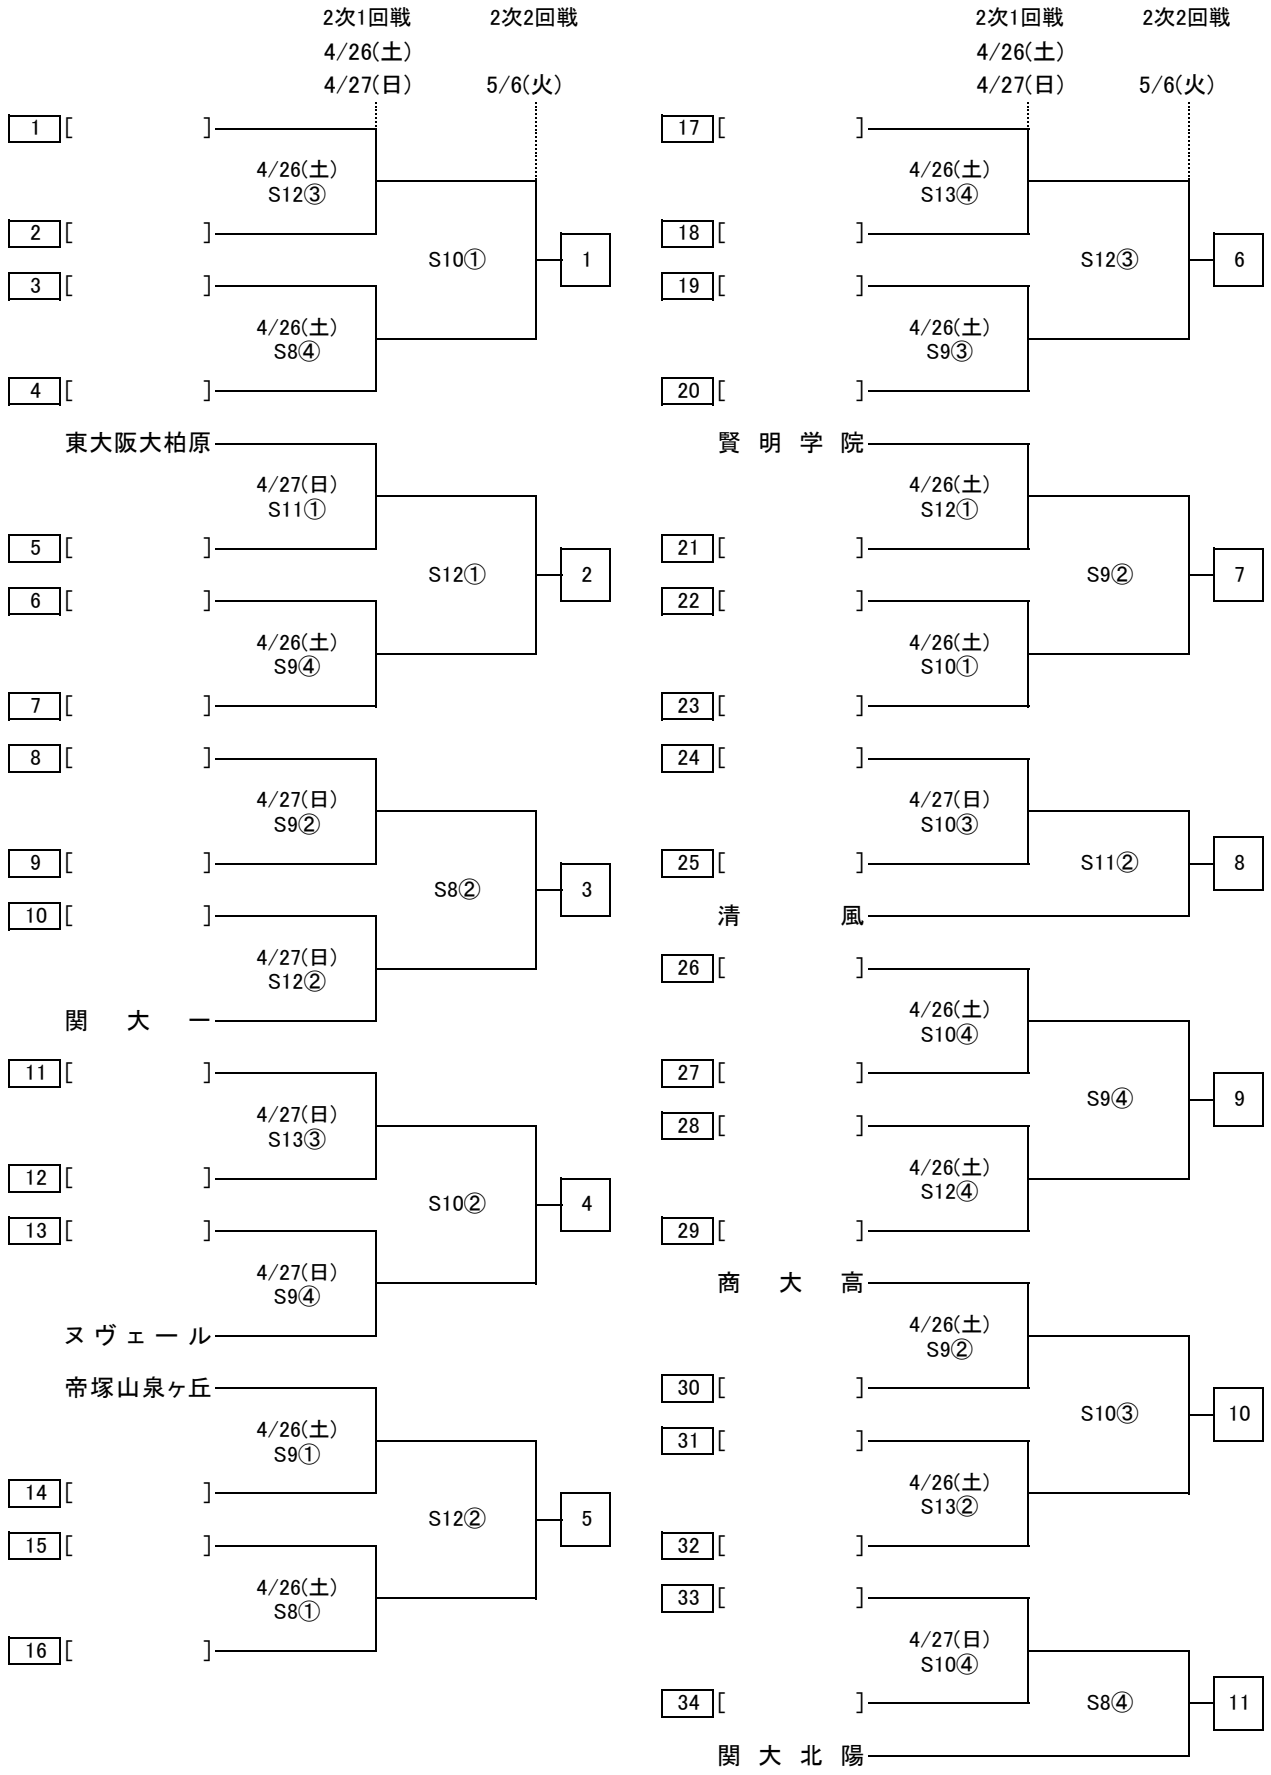 2次1回戦 2次2回戦
4/26(土)
4/27(日) 5/6(火)
1 [ ]
4/26(土)
S12③
2 [ ]
S10① 1
3 [ ]
4/26(土)
S8④
4 [ ]
東大阪大柏原
4/27(日)
S11①
5 [ ]
S12① 2
6 [ ]
4/26(土)
S9④
7 [ ]
8 [ ]
4/27(日)
S9②
9 [ ]
S8② 3
10 [ ]
4/27(日)
S12②
関大一
11 [ ]
4/27(日)
S13③
12 [ ]
S10② 4
13 [ ]
4/27(日)
S9④
ヌヴェール
帝塚山泉ヶ丘
4/26(土)
S9①
14 [ ]
S12② 5
15 [ ]
4/26(土)
S8①
16 [ ]
2次1回戦 2次2回戦
4/26(土)
4/27(日) 5/6(火)
17 [ ]
4/26(土)
S13④
18 [ ]
S12③ 6
19 [ ]
4/26(土)
S9③
20 [ ]
賢明学院
4/26(土)
S12①
21 [ ]
S9② 7
22 [ ]
4/26(土)
S10①
23 [ ]
24 [ ]
4/27(日)
S10③
25 [ ]
S11② 8
清風
26 [ ]
4/26(土)
S10④
27 [ ]
S9④ 9
28 [ ]
4/26(土)
S12④
29 [ ]
商大高
4/26(土)
S9②
30 [ ]
S10③ 10
31 [ ]
4/26(土)
S13②
32 [ ]
33 [ ]
4/27(日)
S10④
34 [ ]
S8④ 11
関大北陽